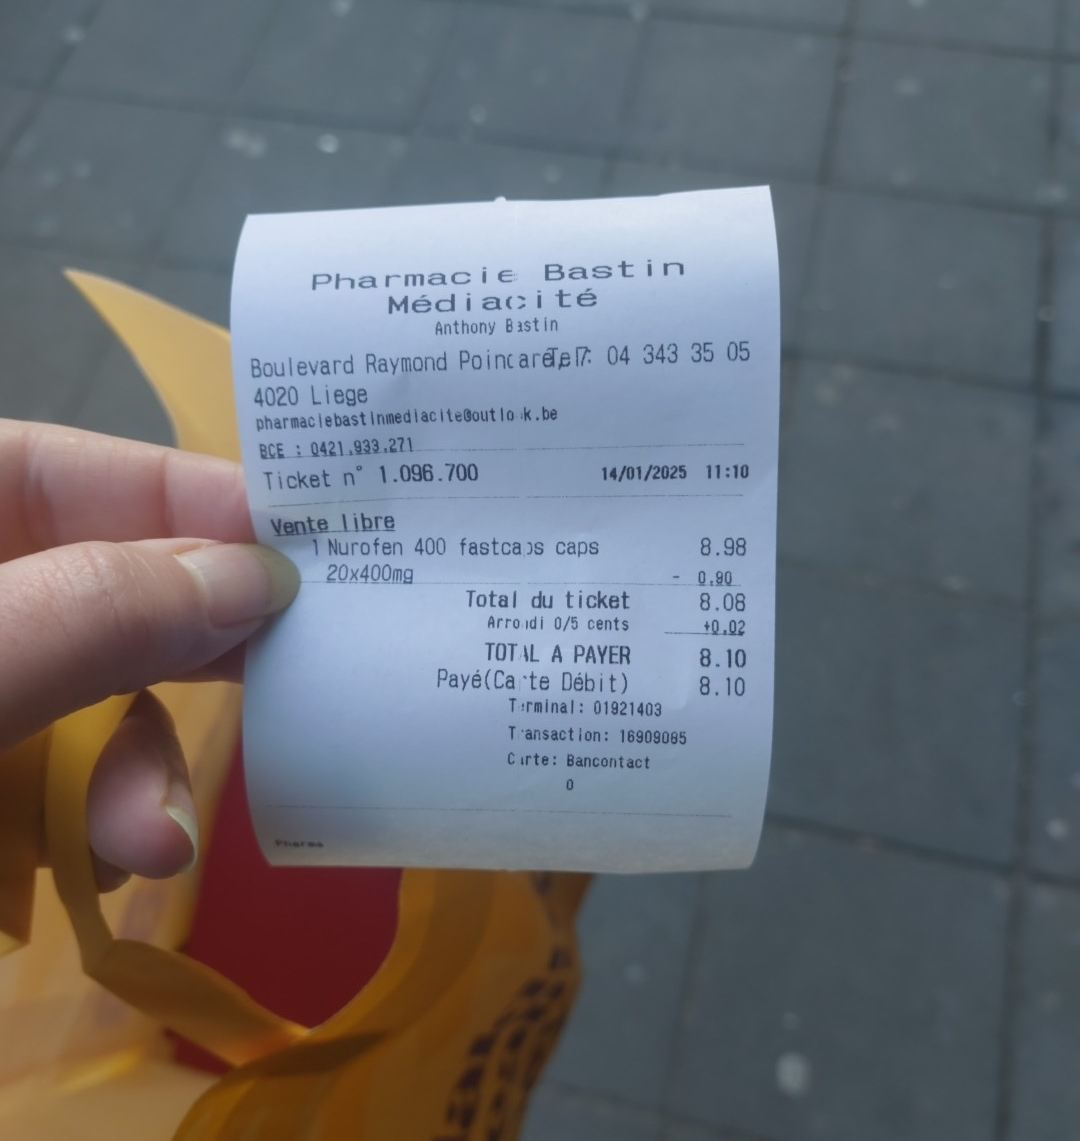 Pharmacie Bastin
Médiacité
Anthony Bastin
Boulevard Raymond Poincaré, 7 Tel : 04 343 35 05
4020 Liege
pharmaciebastinmediacite@outlook.be
BCE : 0421.933.271
Ticket n° 1.096.700 14/01/2025 11:10
Vente libre
1 Nurofen 400 fastcaps caps 8.98
20x400mg - 0.90
Total du ticket 8.08
Arrondi 0/5 cents +0.02
TOTAL A PAYER 8.10
Payé(Carte Débit) 8.10
Terminal: 01921403
Transaction: 16909065
Carte: Bancontact
0
Pharma